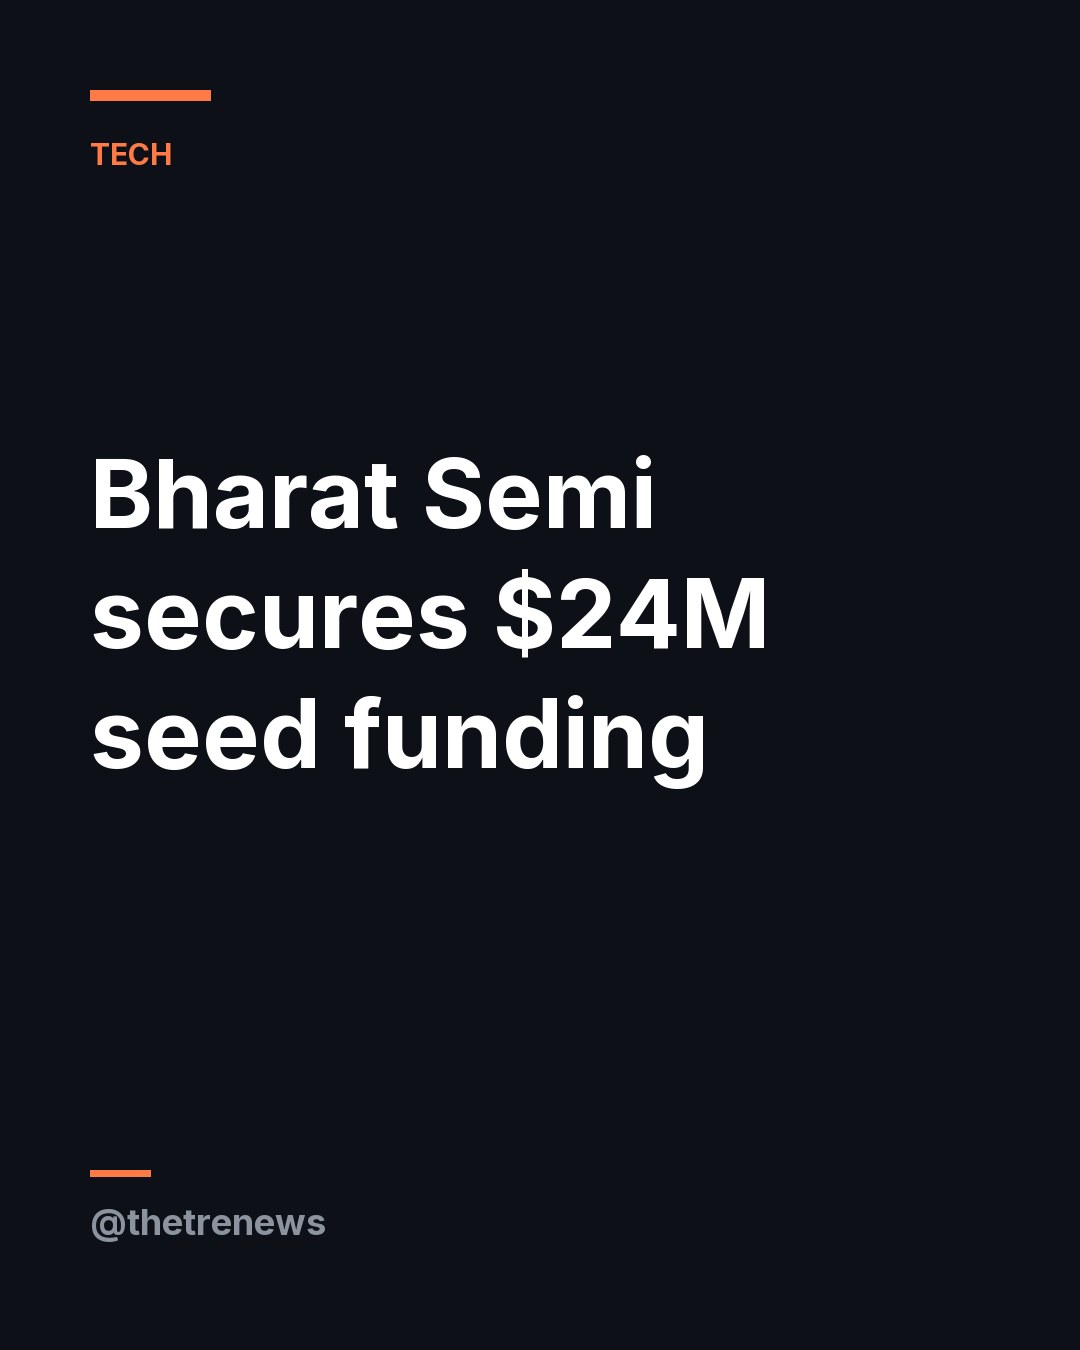 TECH
Bharat Semi
secures $24M
seed funding
@thetrenews